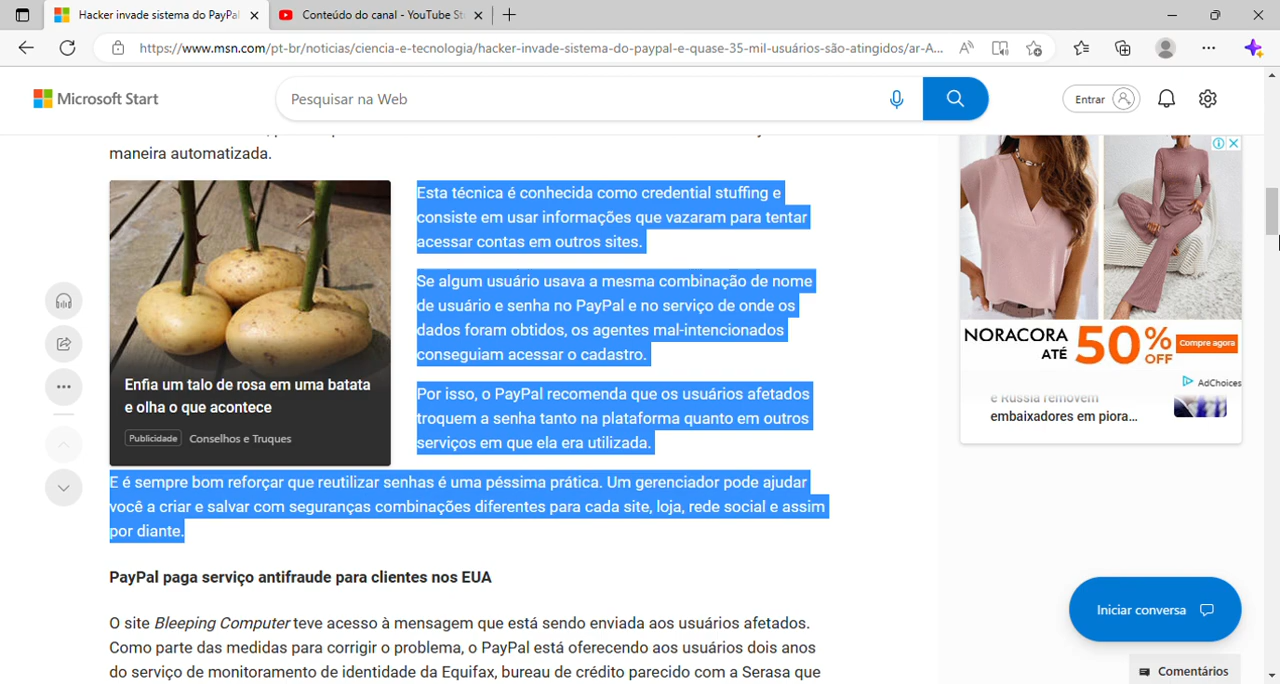 Hacker invade sistema do PayPal
Conteúdo do canal - YouTube St
https://www.msn.com/pt-br/noticias/ciencia-e-tecnologia/hacker-invade-sistema-do-paypal-e-quase-35-mil-usuários-são-atingidos/ar-A...
Microsoft Start
Pesquisar na Web
Entrar
maneira automatizada.
Enfia um talo de rosa em uma batata
e olha o que acontece
Publicidade Conselhos e Truques
Esta técnica é conhecida como credential stuffing e
consiste em usar informações que vazaram para tentar
acessar contas em outros sites.
Se algum usuário usava a mesma combinação de nome
de usuário e senha no PayPal e no serviço de onde os
dados foram obtidos, os agentes mal-intencionados
conseguiam acessar o cadastro.
Por isso, o PayPal recomenda que os usuários afetados
troquem a senha tanto na plataforma quanto em outros
serviços em que ela era utilizada.
E é sempre bom reforçar que reutilizar senhas é uma péssima prática. Um gerenciador pode ajudar
você a criar e salvar com seguranças combinações diferentes para cada site, loja, rede social e assim
por diante.
PayPal paga serviço antifraude para clientes nos EUA
O site Bleeping Computer teve acesso à mensagem que está sendo enviada aos usuários afetados.
Como parte das medidas para corrigir o problema, o PayPal está oferecendo aos usuários dois anos
do serviço de monitoramento de identidade da Equifax, bureau de crédito parecido com a Serasa que
NORACORA
ATÉ 50% OFF
Compre agora
AdChoices
e Russia removem
embaixadores em piora...
Iniciar conversa
Comentários